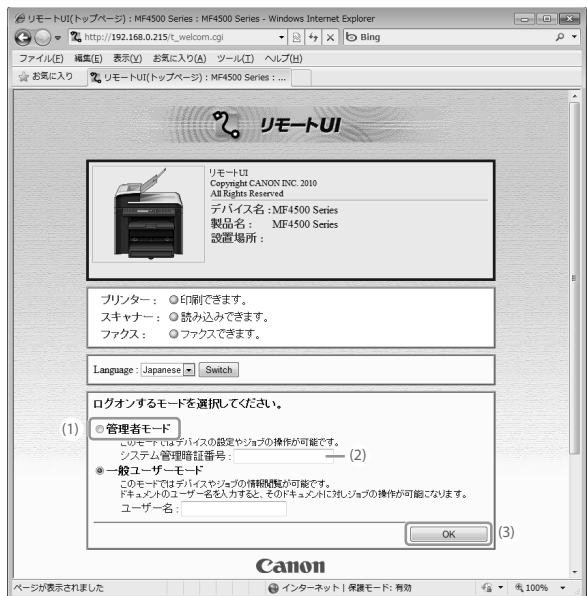 リモートUI(トップページ) : MF4500 Series : MF4500 Series - Windows Internet Explorer
http://192.168.0.215/t_welcom.cgi
Bing
ファイル(F) 編集(E) 表示(V) お気に入り(A) ツール(T) ヘルプ(H)
お気に入り リモートUI(トップページ) : MF4500 Series : ...
リモートUI
リモートUI
Copyright CANON INC. 2010
All Rights Reserved
デバイス名 : MF4500 Series
製品名 : MF4500 Series
設置場所 :
プリンター : 印刷できます。
スキャナー : 読み込みできます。
ファクス : ファクスできます。
Language : Japanese Switch
ログオンするモードを選択してください。
(1) 管理者モード
このモードではデバイスの設定やジョブの操作が可能です。
システム管理暗証番号 : (2)
一般ユーザーモード
このモードではデバイスやジョブの情報閲覧が可能です。
ドキュメントのユーザー名を入力すると、そのドキュメントに対しジョブの操作が可能になります。
ユーザー名 :
OK (3)
Canon
ページが表示されました インターネット | 保護モード: 有効 100%